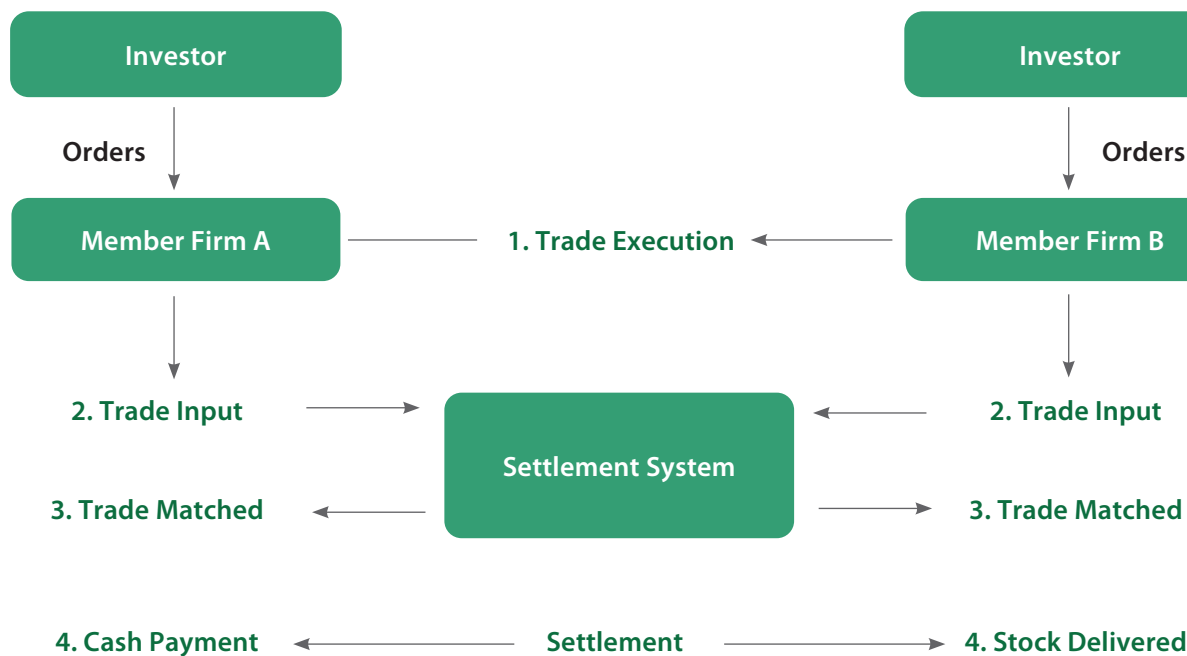 Investor
Investor
Orders
Orders
Member Firm A
1. Trade Execution
Member Firm B
2. Trade Input
2. Trade Input
Settlement System
3. Trade Matched
3. Trade Matched
4. Cash Payment
Settlement
4. Stock Delivered